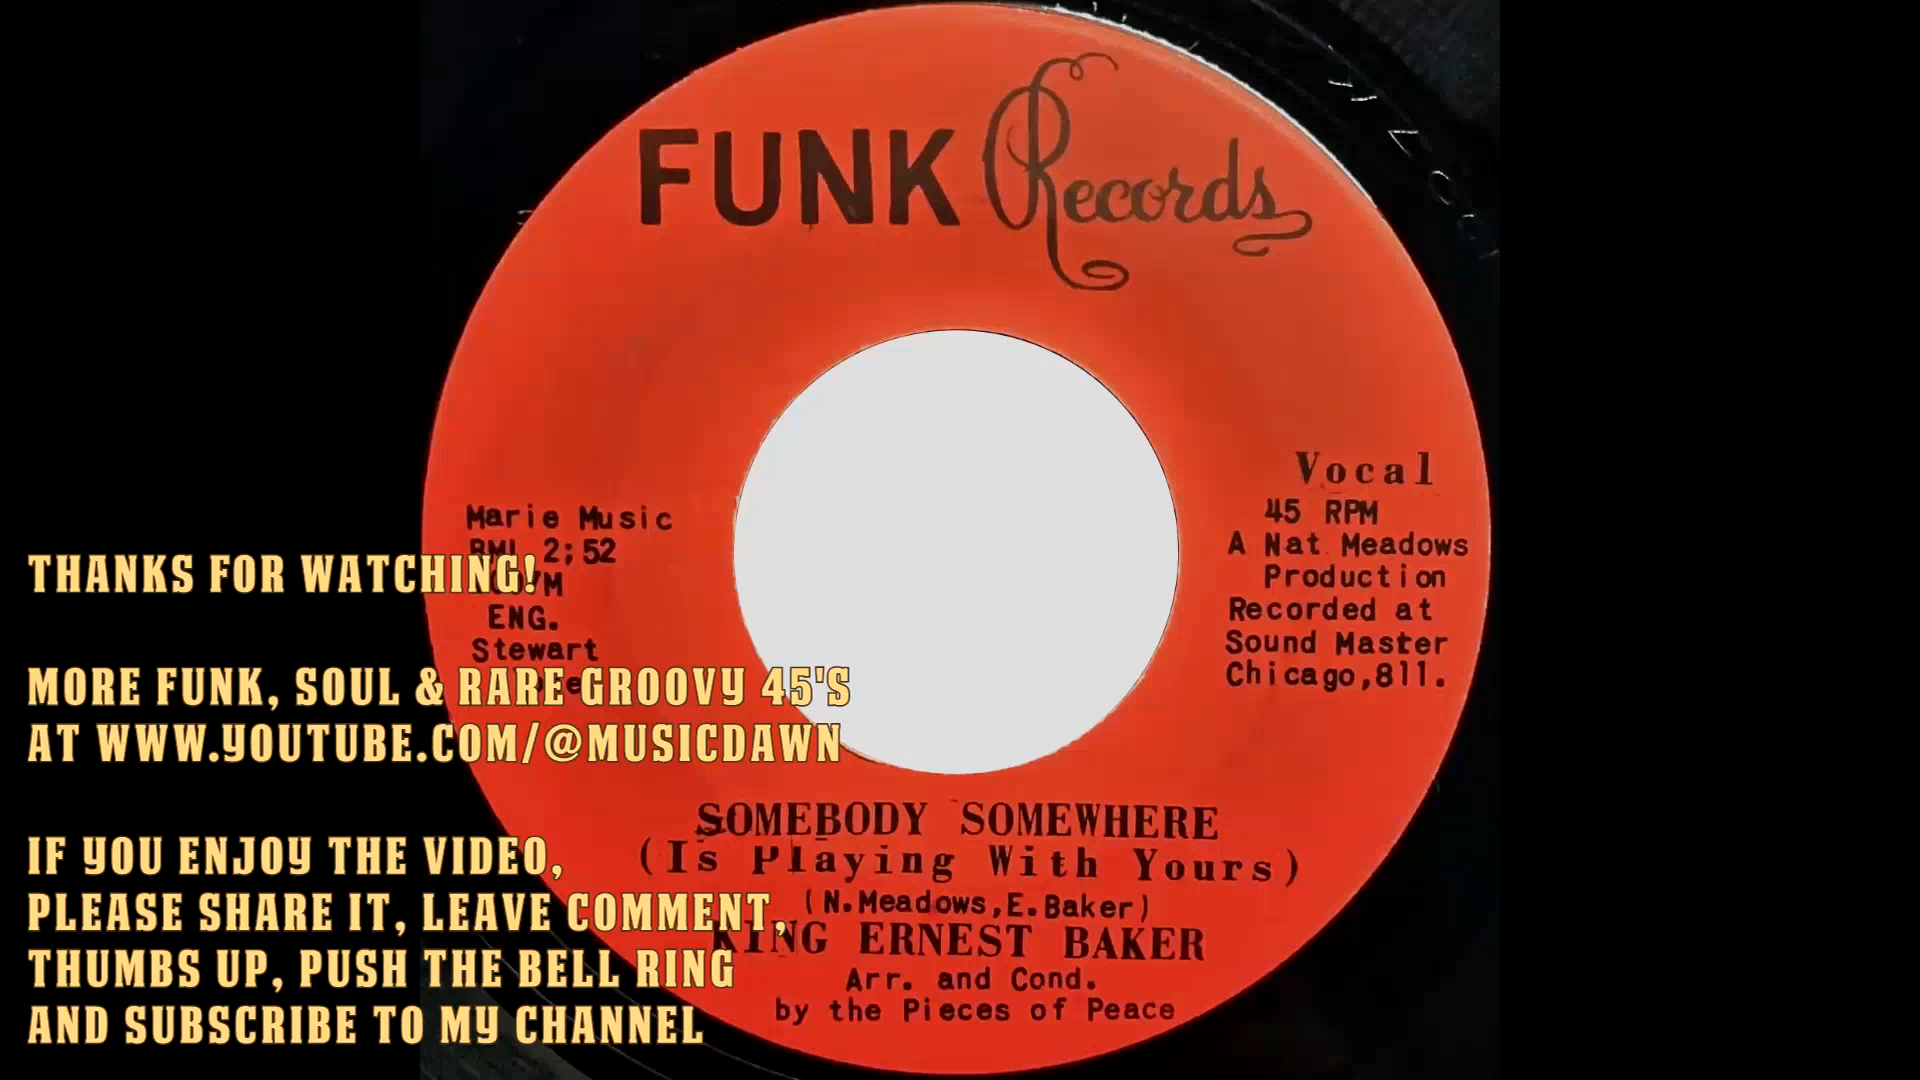 FUNK Records
Vocal
45 RPM
A Nat Meadows
Production
Recorded at
Sound Master
Chicago,811.
Marie Music
BMI 2;52
ENG.
Stewart
THANKS FOR WATCHING!
MORE FUNK, SOUL & RARE GROOVY 45'S
AT WWW.YOUTUBE.COM/@MUSICDAWN
IF YOU ENJOY THE VIDEO,
PLEASE SHARE IT, LEAVE COMMENT,
THUMBS UP, PUSH THE BELL RING
AND SUBSCRIBE TO MY CHANNEL
SOMEBODY SOMEWHERE
(Is Playing With Yours)
(N.Meadows,E.Baker)
KING ERNEST BAKER
Arr. and Cond.
by the Pieces of Peace